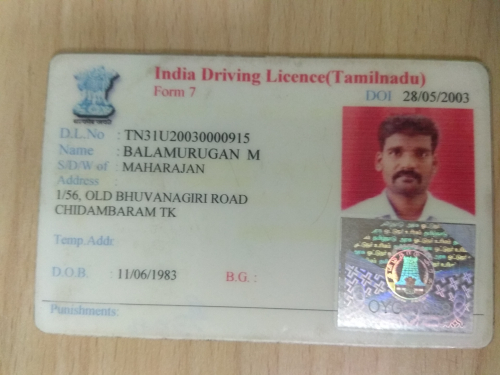 India Driving Licence(Tamilnadu)
Form 7
DOI 28/05/2003
D.L.No : TN31U20030000915
Name : BALAMURUGAN M
S/D/W of : MAHARAJAN
Address :
1/56, OLD BHUVANAGIRI ROAD
CHIDAMBARAM TK
Temp.Addr
D.O.B. : 11/06/1983
B.G. :
Punishments: